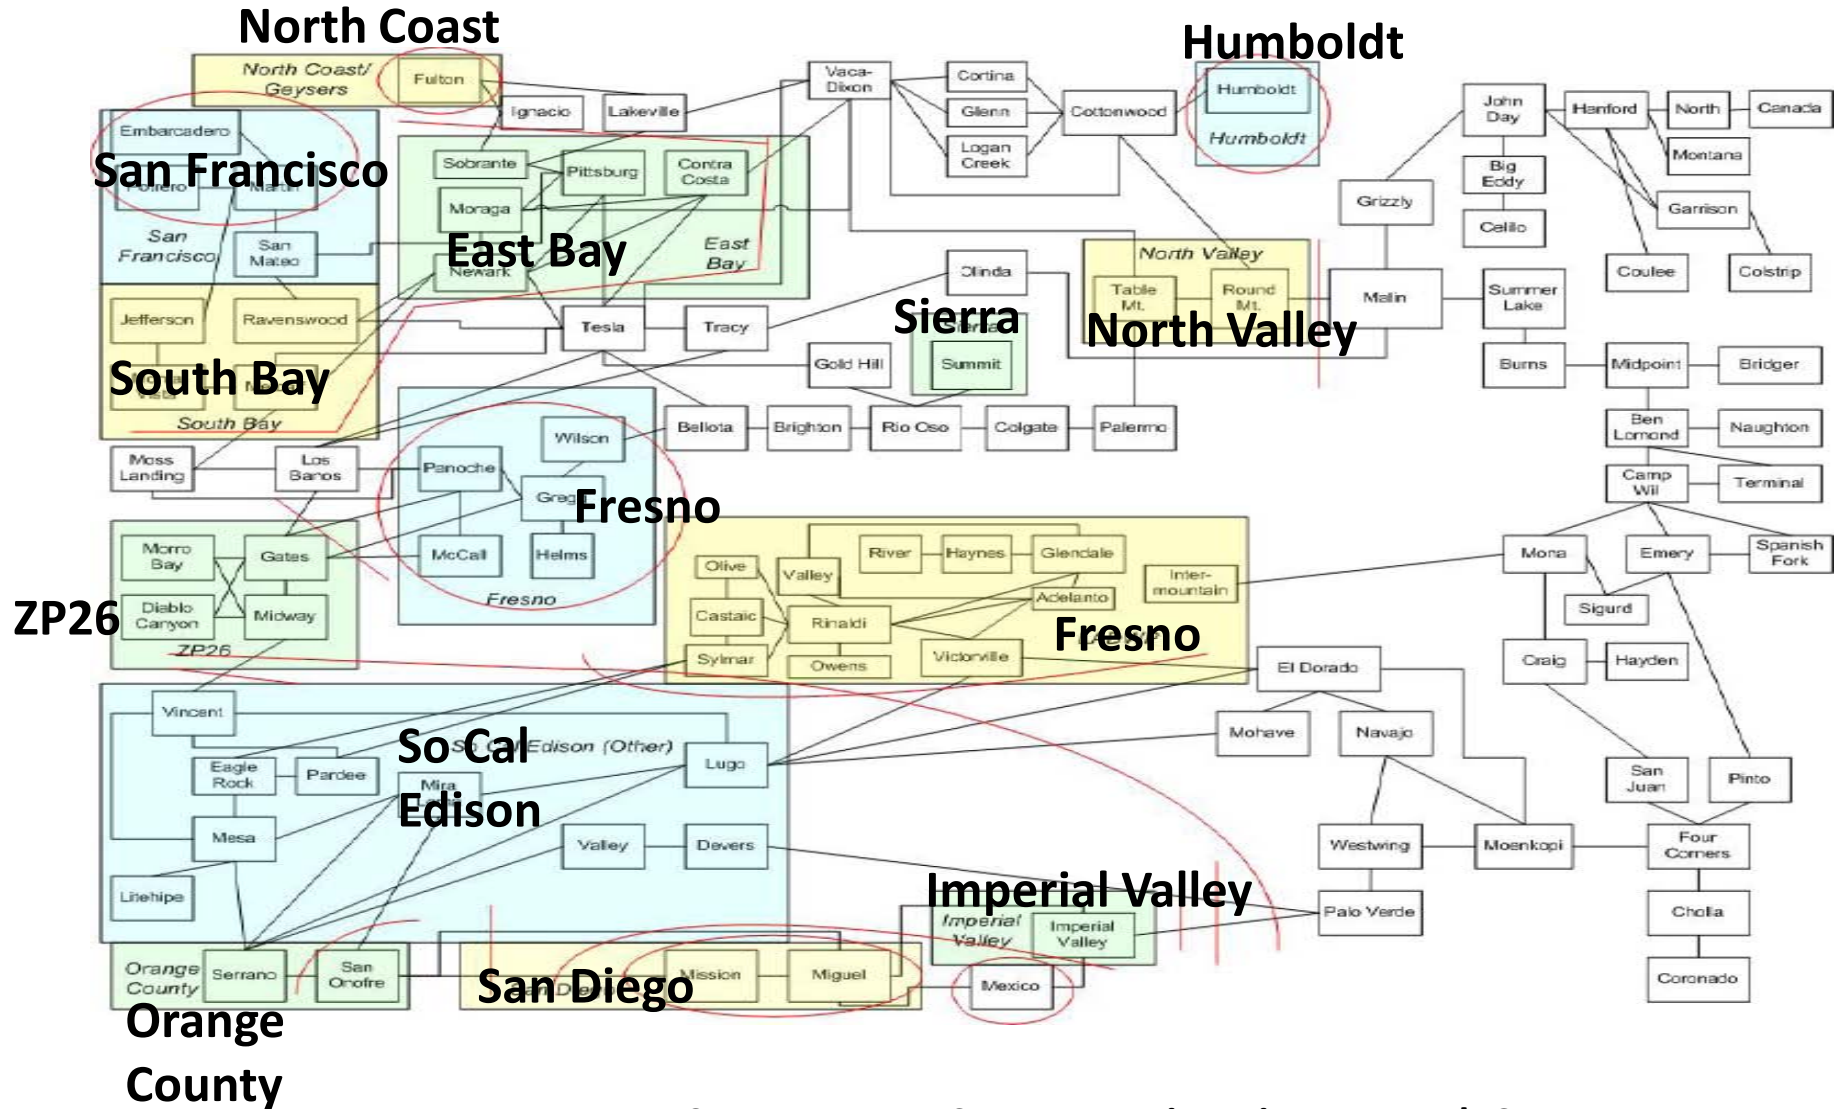 North Coast
Humboldt
North Coast/
Geysers
Fulton
Ignacio
Lakeville
Vaca-
Dixon
Cortina
Glenn
Logan
Creek
Cottonwood
Humboldt
Humboldt
John
Day
Hanford
North
Canada
Montana
Big
Eddy
Celilo
Garrison
Coulee
Colstrip
Grizzly
Embarcadero
San Francisco
Martin
San
Francisco
San
Mateo
Sobrante
Pittsburg
Contra
Costa
Moraga
East Bay
East
Bay
Newark
North Valley
Table
Mt.
Round
Mt.
North Valley
Malin
Summer
Lake
Olinda
Sierra
Summit
Jefferson
Ravenswood
South Bay
South Bay
Tesla
Tracy
Gold Hill
Burns
Midpoint
Bridger
Ben
Lomond
Naughton
Camp
Wil
Terminal
Bellota
Brighton
Rio Oso
Colgate
Palermo
Moss
Landing
Los
Banos
Panoche
Wilson
Gregg
Fresno
McCall
Helms
Fresno
Morro
Bay
Gates
ZP26
Diablo
Canyon
Midway
ZP26
Olive
Valley
River
Haynes
Glendale
Castaic
Rinaldi
Adelanto
Inter-
mountain
Fresno
Sylmar
Owens
Victorville
Mona
Emery
Spanish
Fork
Sigurd
Craig
Hayden
El Dorado
Mohave
Navajo
San
Juan
Pinto
Vincent
So Cal
Edison
So Cal Edison (Other)
Eagle
Rock
Pardee
Mira
Lugo
Mesa
Valley
Devers
Litehipe
Westwing
Moenkopi
Four
Corners
Palo Verde
Cholla
Coronado
Imperial Valley
Imperial
Valley
Imperial
Valley
Orange
County
Serrano
San
Onofre
San Diego
Mission
Miguel
Mexico
Orange
County